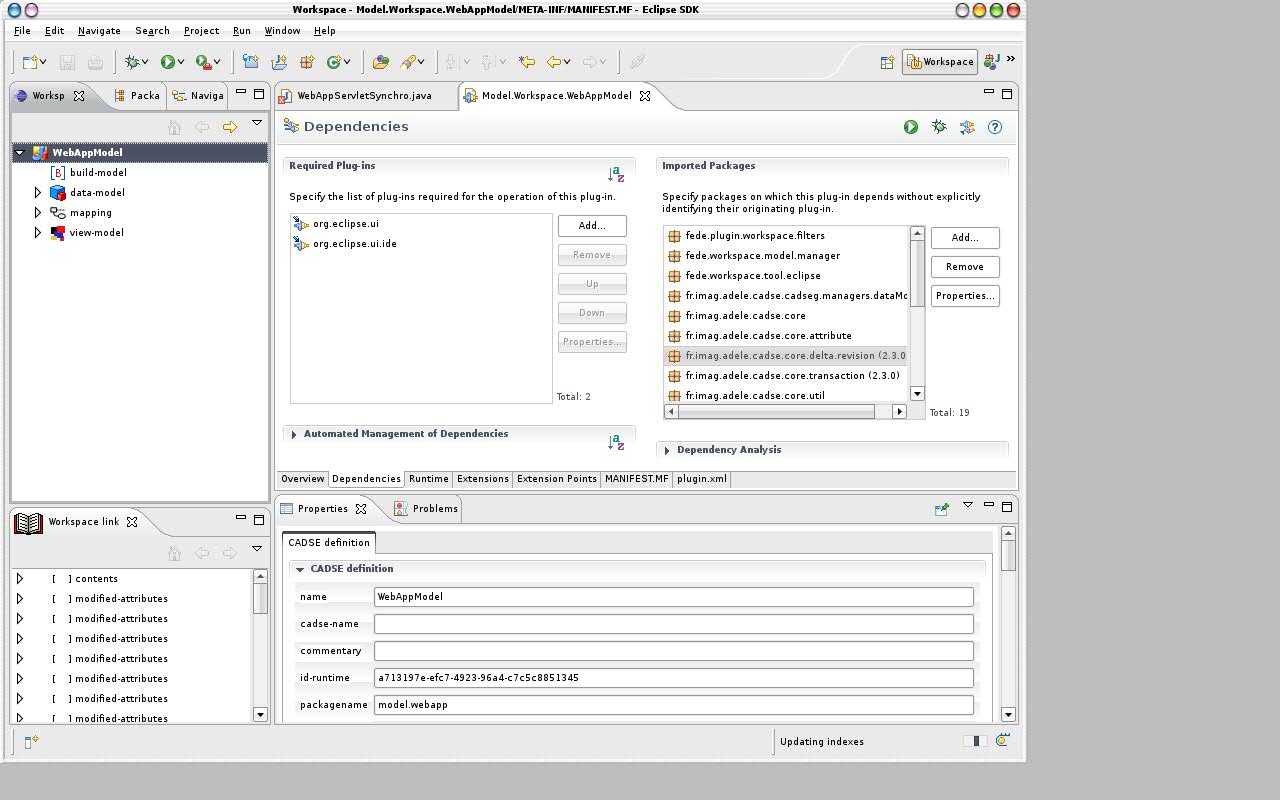 Workspace - Model.Workspace.WebAppModel/META-INF/MANIFEST.MF - Eclipse SDK
File Edit Navigate Search Project Run Window Help
Workspace »
Worksp Packa Naviga
WebAppModel
build-model
data-model
mapping
view-model
WebAppServletSynchro.java Model.Workspace.WebAppModel
Dependencies
Required Plug-ins
Specify the list of plug-ins required for the operation of this plug-in.
org.eclipse.ui
org.eclipse.ui.ide
Add...
Remove
Up
Down
Properties...
Total: 2
Automated Management of Dependencies
Imported Packages
Specify packages on which this plug-in depends without explicitly
identifying their originating plug-in.
fede.plugin.workspace.filters
fede.workspace.model.manager
fede.workspace.tool.eclipse
fr.imag.adele.cadse.cadseg.managers.dataMo
fr.imag.adele.cadse.core
fr.imag.adele.cadse.core.attribute
fr.imag.adele.cadse.core.delta.revision (2.3.0
fr.imag.adele.cadse.core.transaction (2.3.0)
fr.imag.adele.cadse.core.util
Add...
Remove
Properties...
Total: 19
Dependency Analysis
Overview Dependencies Runtime Extensions Extension Points MANIFEST.MF plugin.xml
Workspace link
[ ] contents
[ ] modified-attributes
[ ] modified-attributes
[ ] modified-attributes
[ ] modified-attributes
[ ] modified-attributes
[ ] modified-attributes
[ ] modified-attributes
Properties Problems
CADSE definition
CADSE definition
name WebAppModel
cadse-name
commentary
id-runtime a713197e-efc7-4923-96a4-c7c5c8851345
packagename model.webapp
Updating indexes